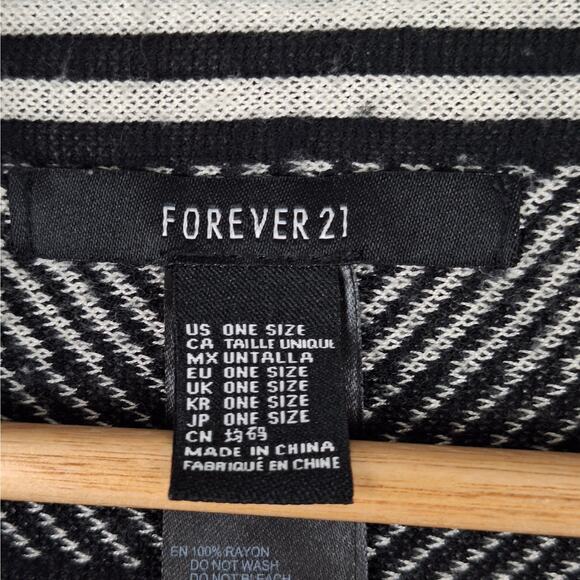 FOREVER 21
US ONE SIZE
CA TAILLE UNIQUE
MX UNTALLA
EU ONE SIZE
UK ONE SIZE
KR ONE SIZE
JP ONE SIZE
CN 均码
MADE IN CHINA
FABRIQUÉ EN CHINE
EN 100% RAYON
DO NOT WASH
DO NOT BLEACH